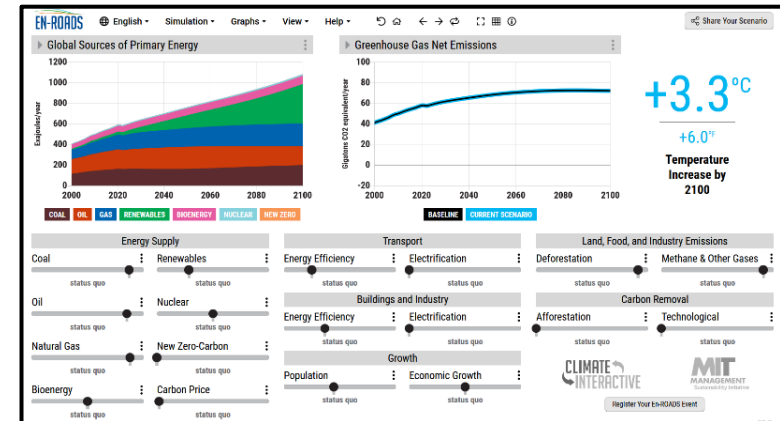 EN-ROADS English Simulation Graphs View Help Share Your Scenario
Global Sources of Primary Energy
Exajoules/year
1200
1000
800
600
400
200
0
2000 2020 2040 2060 2080 2100
COAL OIL GAS RENEWABLES BIOENERGY NUCLEAR NEW ZERO
Greenhouse Gas Net Emissions
Gigatons CO2 equivalent/year
100
80
60
40
20
0
-20
2000 2020 2040 2060 2080 2100
BASELINE CURRENT SCENARIO
+3.3°C
+6.0°F
Temperature
Increase by
2100
Energy Supply
Coal Renewables
status quo status quo
Oil Nuclear
status quo status quo
Natural Gas New Zero-Carbon
status quo status quo
Bioenergy Carbon Price
status quo status quo
Transport
Energy Efficiency Electrification
status quo status quo
Buildings and Industry
Energy Efficiency Electrification
status quo status quo
Growth
Population Economic Growth
status quo status quo
Land, Food, and Industry Emissions
Deforestation Methane & Other Gases
status quo status quo
Carbon Removal
Afforestation Technological
status quo status quo
CLIMATE
INTERACTIVE
MIT
MANAGEMENT
Sustainability Initiative
Register Your En-ROADS Event